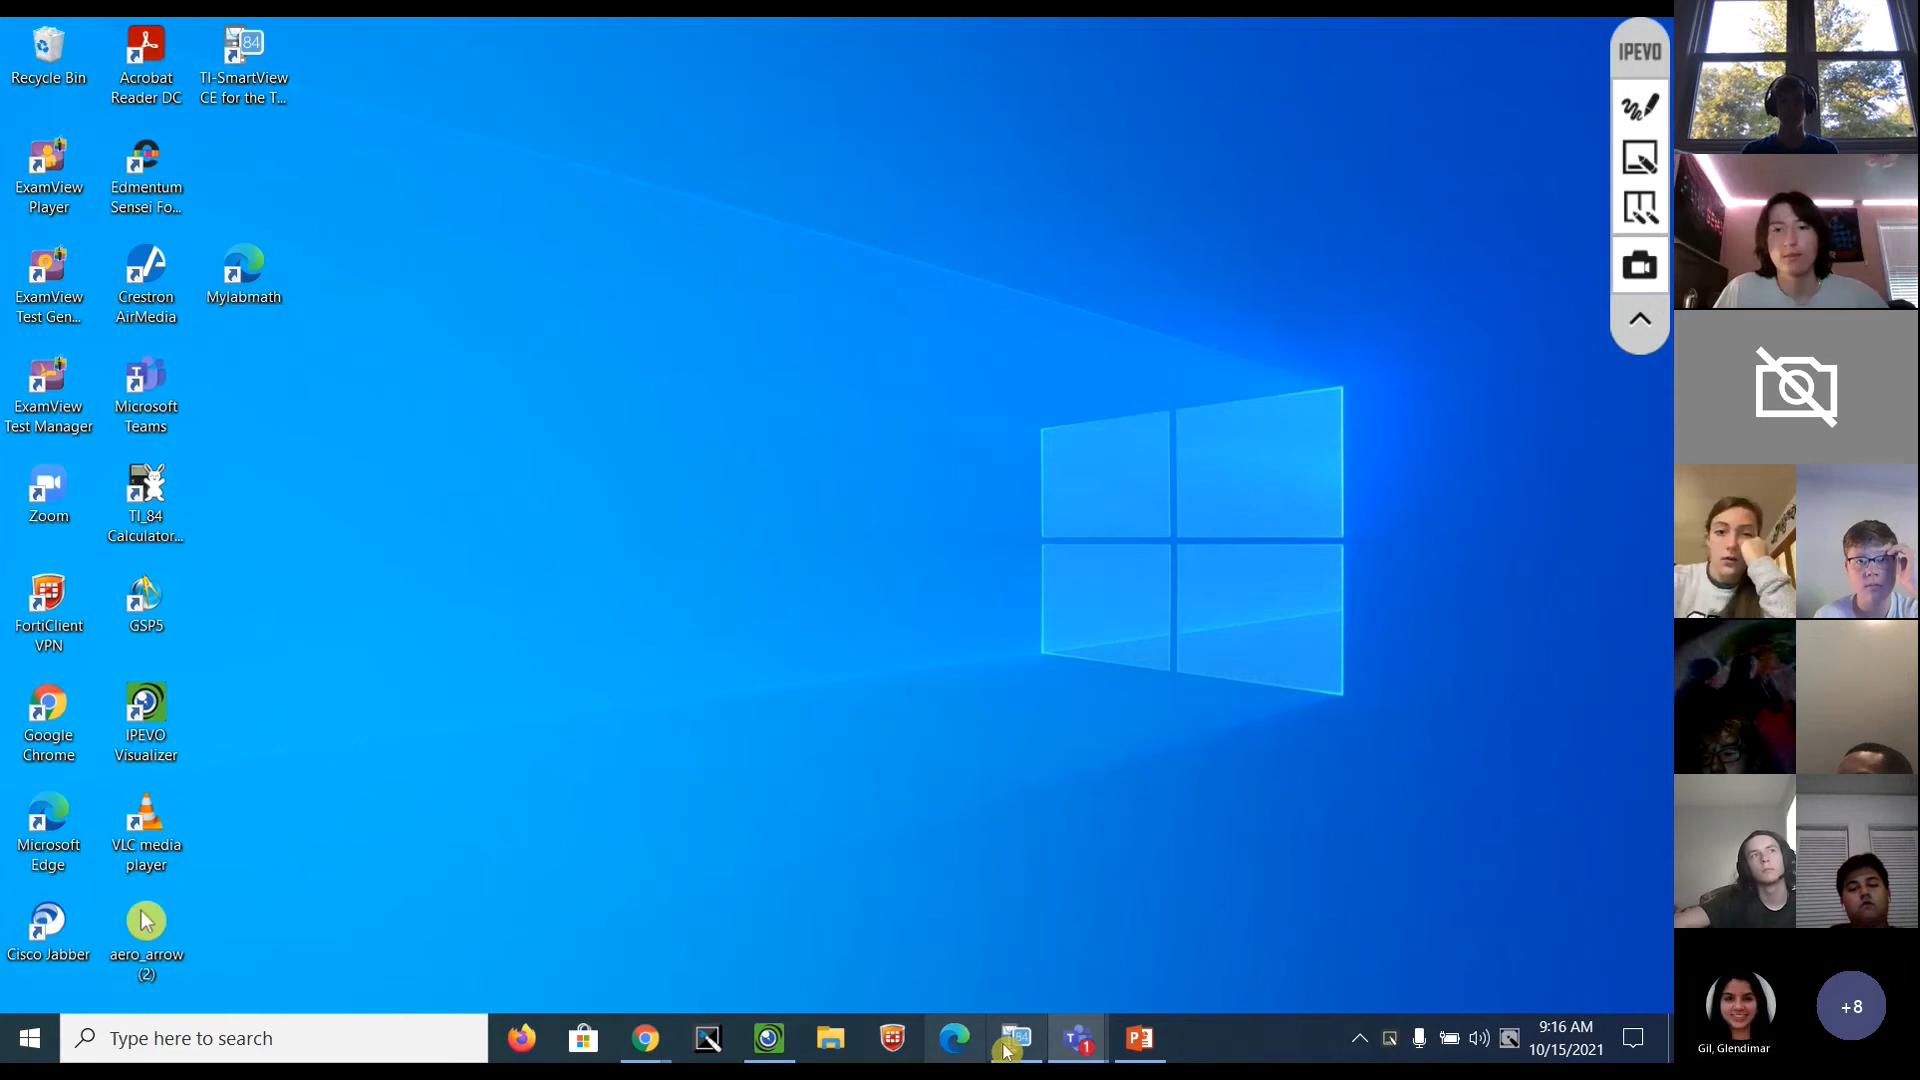 Recycle Bin
Acrobat
Reader DC
84
TI-SmartView
CE for the T...
ExamView
Player
Edmentum
Sensei Fo...
ExamView
Test Gen...
Crestron
AirMedia
Mylabmath
ExamView
Test Manager
Microsoft
Teams
Zoom
TI_84
Calculator...
FortiClient
VPN
GSP5
Google
Chrome
IPEVO
Visualizer
Microsoft
Edge
VLC media
player
Cisco Jabber
aero_arrow
(2)
IPEVO
Type here to search
84
1
9:16 AM
10/15/2021
+8
Gil, Glendimar